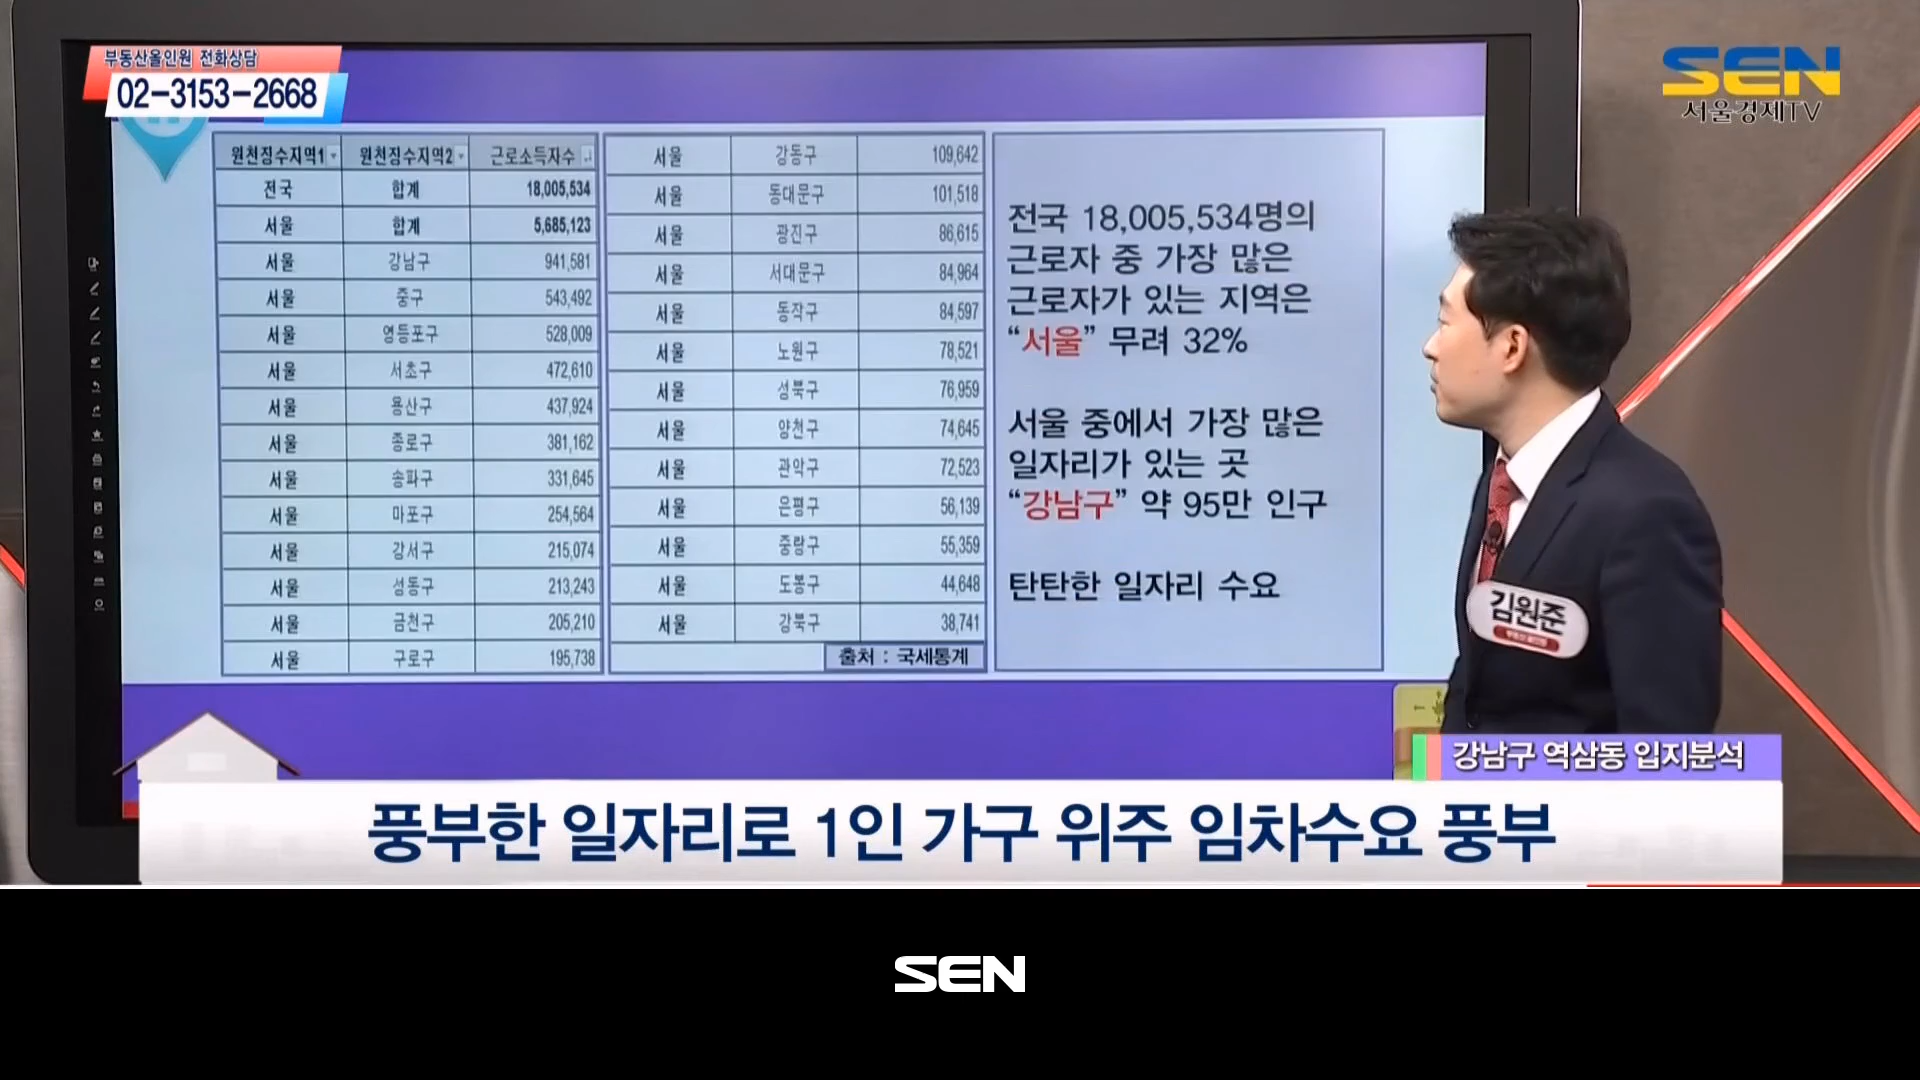 부동산올인원 전화상담
02-3153-2668
SEN
서울경제TV
원천징수지역1 원천징수지역2 근로소득자수
전국 합계 18,005,534
서울 합계 5,685,123
서울 강남구 941,581
서울 중구 543,492
서울 영등포구 528,009
서울 서초구 472,610
서울 용산구 437,924
서울 종로구 381,162
서울 송파구 331,645
서울 마포구 254,564
서울 강서구 215,074
서울 성동구 213,243
서울 금천구 205,210
서울 구로구 195,738
서울 강동구 109,642
서울 동대문구 101,518
서울 광진구 86,615
서울 서대문구 84,964
서울 동작구 84,597
서울 노원구 78,521
서울 성북구 76,959
서울 양천구 74,645
서울 관악구 72,523
서울 은평구 56,139
서울 중랑구 55,359
서울 도봉구 44,648
서울 강북구 38,741
출처 : 국세통계
전국 18,005,534명의
근로자 중 가장 많은
근로자가 있는 지역은
“서울” 무려 32%
서울 중에서 가장 많은
일자리가 있는 곳
“강남구” 약 95만 인구
탄탄한 일자리 수요
김원준
강남구 역삼동 입지분석
풍부한 일자리로 1인 가구 위주 임차수요 풍부
SEN